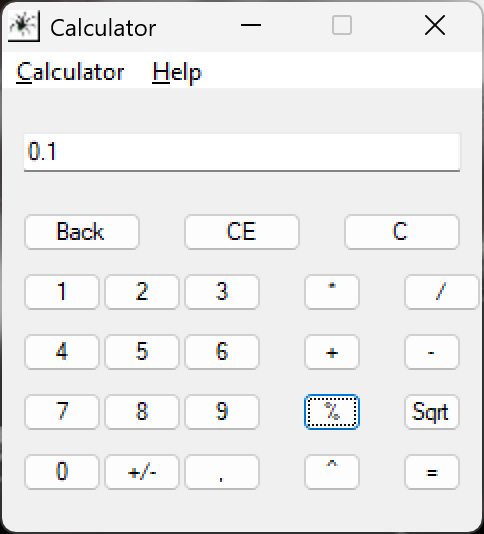 Calculator
Calculator Help
0.1
Back CE C
1 2 3 * /
4 5 6 + -
7 8 9 % Sqrt
0 +/- , ^ =